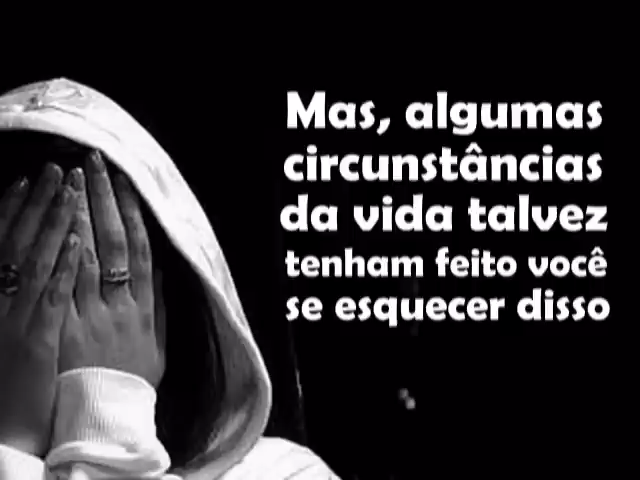 Mas, algumas
circunstâncias
da vida talvez
tenham feito você
se esquecer disso